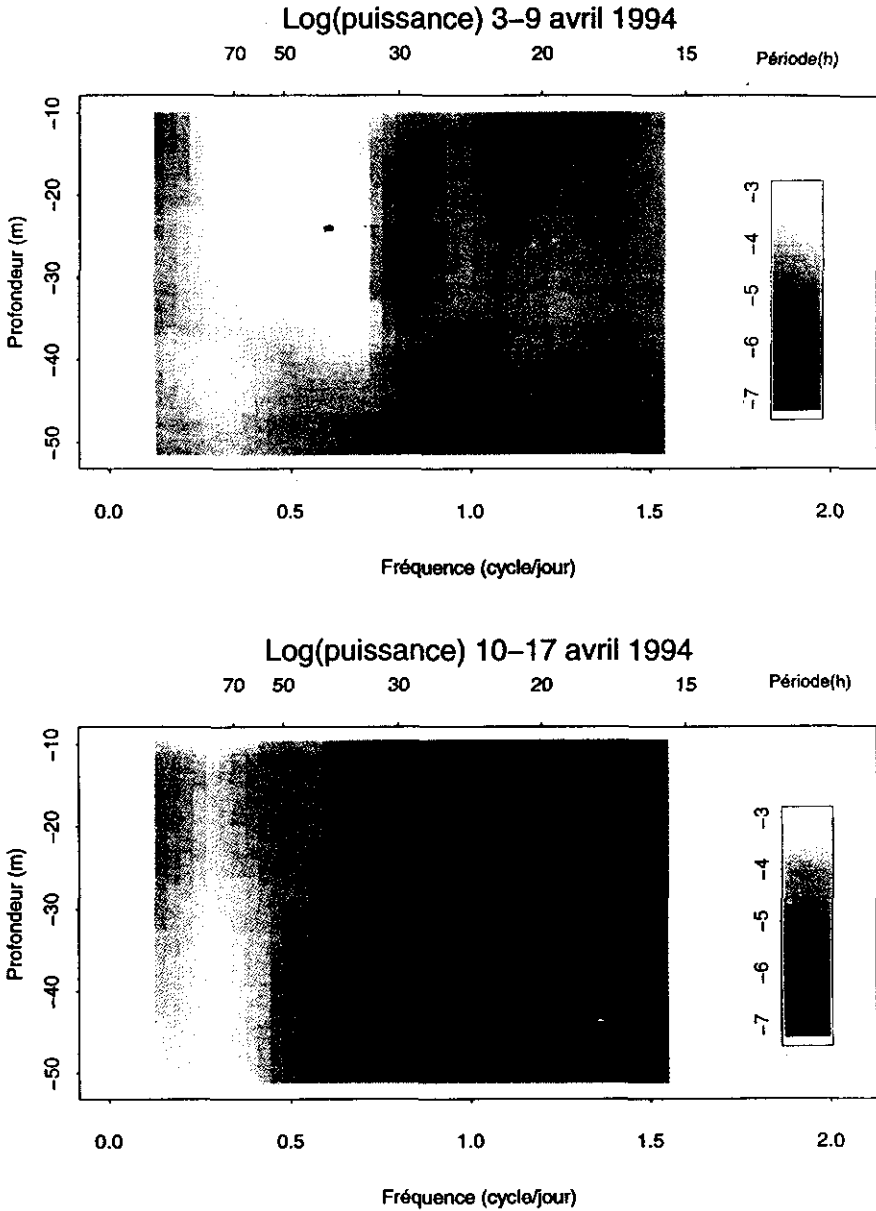 Log(puissance) 3–9 avril 1994
70 50 30 20 15 Période(h)
Profondeur (m)
-10
-20
-30
-40
-50
-3
-4
-5
-6
-7
0.0 0.5 1.0 1.5 2.0
Fréquence (cycle/jour)
Log(puissance) 10–17 avril 1994
70 50 30 20 15 Période(h)
Profondeur (m)
-10
-20
-30
-40
-50
-3
-4
-5
-6
-7
0.0 0.5 1.0 1.5 2.0
Fréquence (cycle/jour)